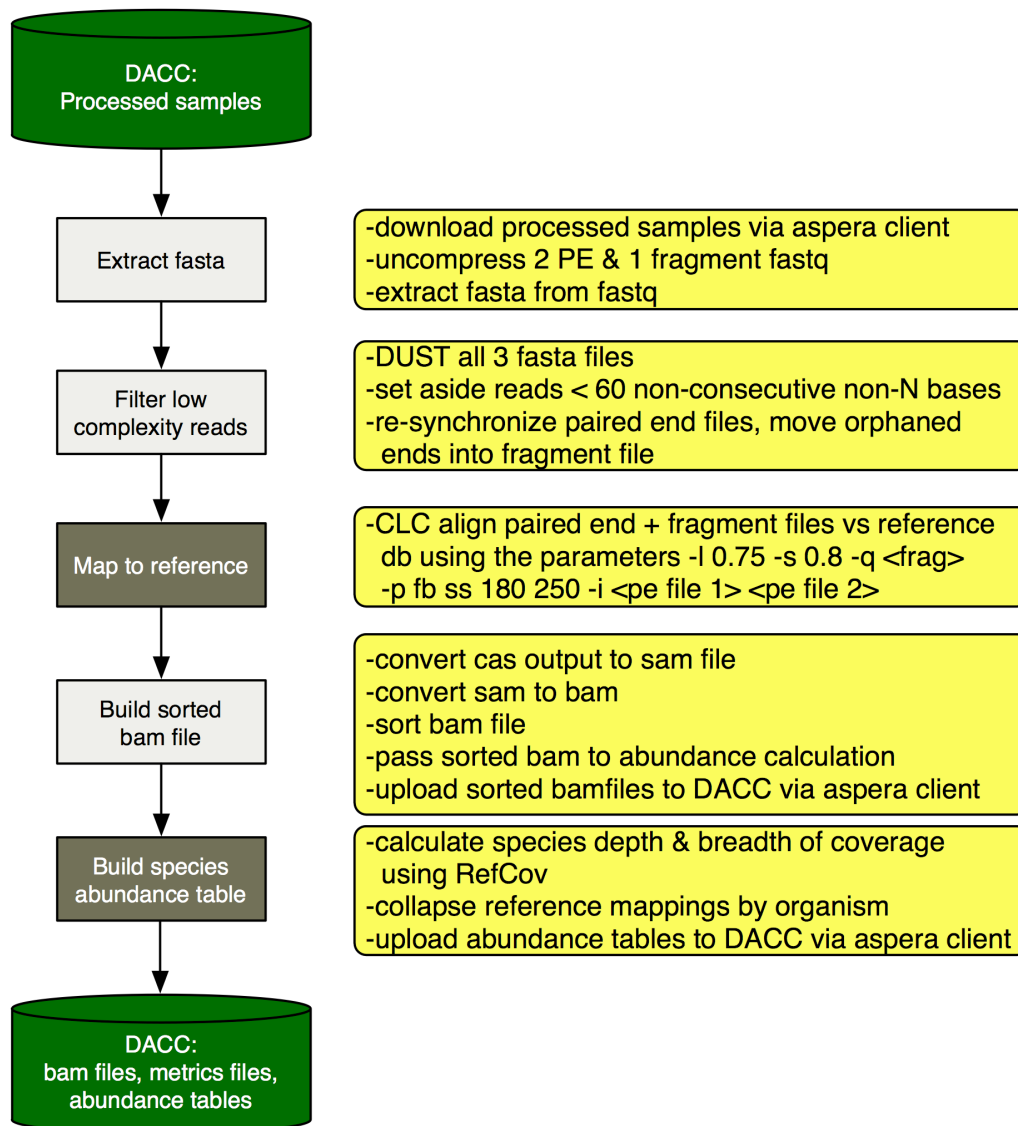 DACC:
Processed samples
Extract fasta
-download processed samples via aspera client
-uncompress 2 PE & 1 fragment fastq
-extract fasta from fastq
Filter low
complexity reads
-DUST all 3 fasta files
-set aside reads < 60 non-consecutive non-N bases
-re-synchronize paired end files, move orphaned
ends into fragment file
Map to reference
-CLC align paired end + fragment files vs reference
db using the parameters -l 0.75 -s 0.8 -q <frag>
-p fb ss 180 250 -i <pe file 1> <pe file 2>
Build sorted
bam file
-convert cas output to sam file
-convert sam to bam
-sort bam file
-pass sorted bam to abundance calculation
-upload sorted bamfiles to DACC via aspera client
Build species
abundance table
-calculate species depth & breadth of coverage
using RefCov
-collapse reference mappings by organism
-upload abundance tables to DACC via aspera client
DACC:
bam files, metrics files,
abundance tables